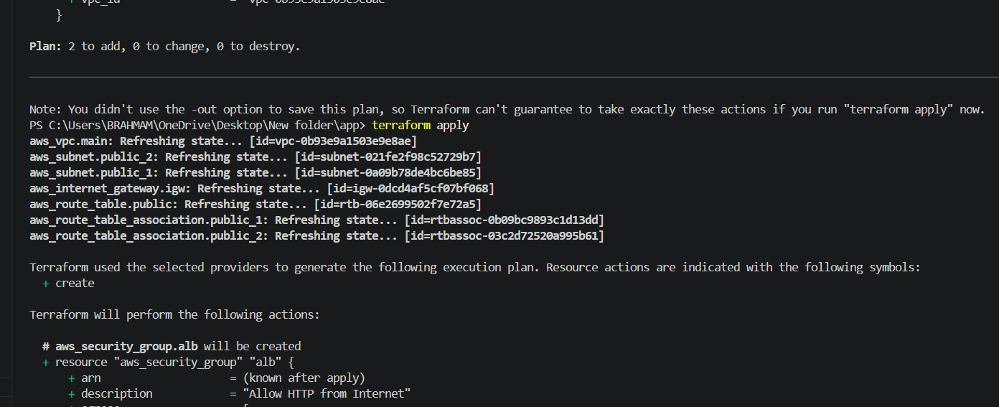 + vpc_id = "vpc-0b93e9a1503e9e8ae"
}
Plan: 2 to add, 0 to change, 0 to destroy.
Note: You didn't use the -out option to save this plan, so Terraform can't guarantee to take exactly these actions if you run "terraform apply" now.
PS C:\Users\BRAHMAM\OneDrive\Desktop\New folder\app> terraform apply
aws_vpc.main: Refreshing state... [id=vpc-0b93e9a1503e9e8ae]
aws_subnet.public_2: Refreshing state... [id=subnet-021fe2f98c52729b7]
aws_subnet.public_1: Refreshing state... [id=subnet-0a09b78de4bc6be85]
aws_internet_gateway.igw: Refreshing state... [id=igw-0dcd4af5cf07bf068]
aws_route_table.public: Refreshing state... [id=rtb-06e2699502f7e72a5]
aws_route_table_association.public_1: Refreshing state... [id=rtbassoc-0b09bc9893c1d13dd]
aws_route_table_association.public_2: Refreshing state... [id=rtbassoc-03c2d72520a995b61]
Terraform used the selected providers to generate the following execution plan. Resource actions are indicated with the following symbols:
+ create
Terraform will perform the following actions:
# aws_security_group.alb will be created
+ resource "aws_security_group" "alb" {
+ arn = (known after apply)
+ description = "Allow HTTP from Internet"
+ egress = [